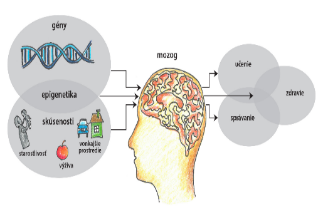 gény
mozog
učenie
epigenetika
zdravie
skúsenosti
správanie
vonkajšie
prostredie
starostlivosť
výživa